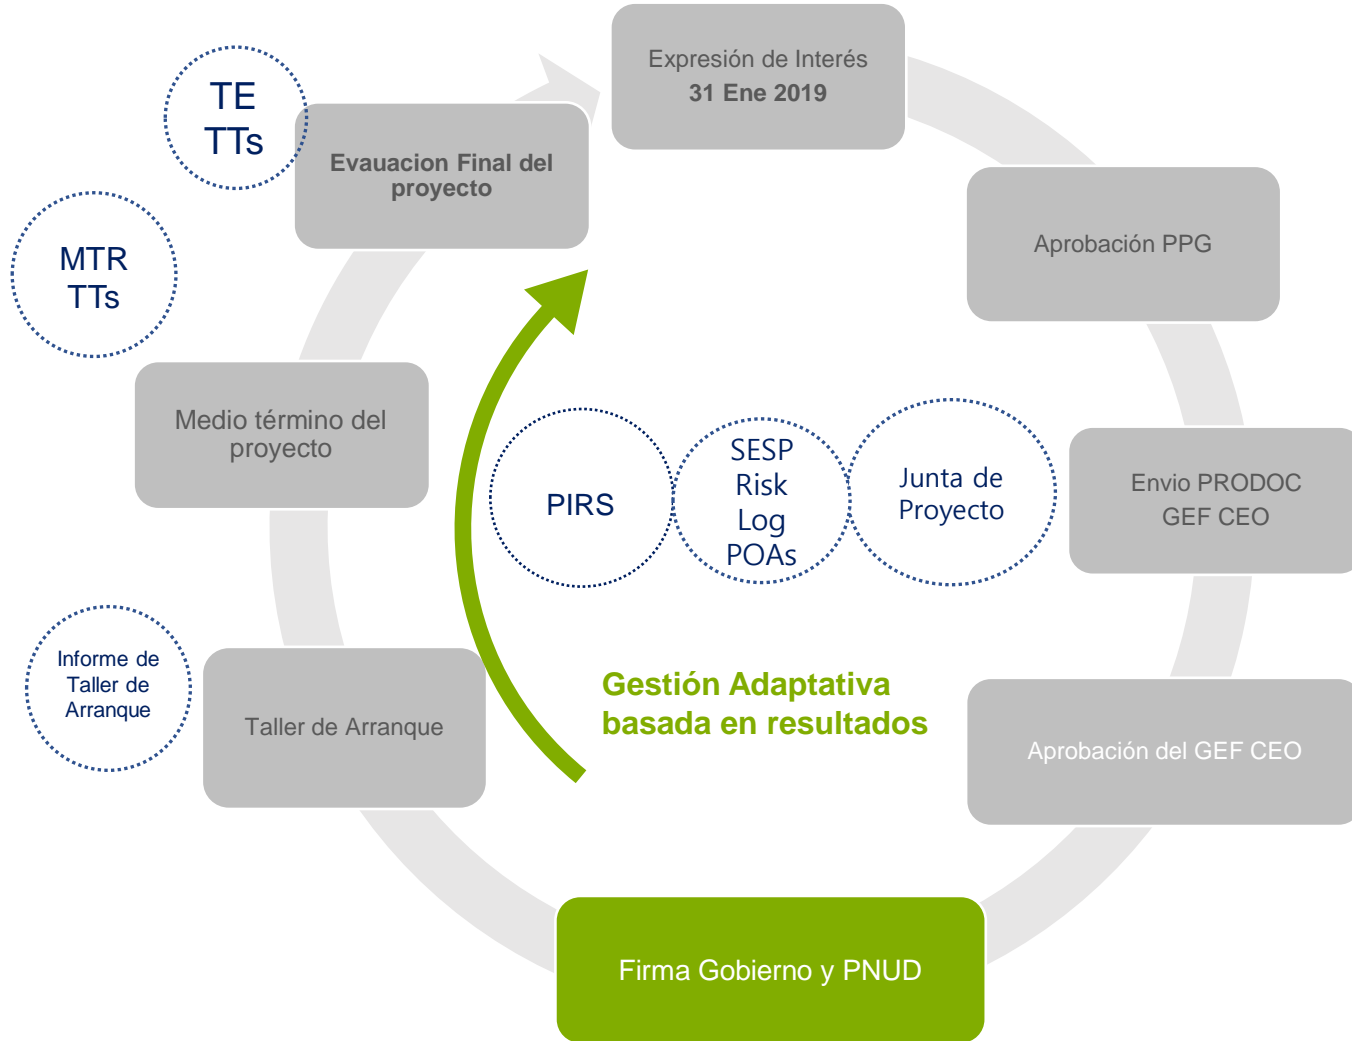 Expresión de Interés
31 Ene 2019
Aprobación PPG
Envio PRODOC
GEF CEO
Aprobación del GEF CEO
Firma Gobierno y PNUD
Taller de Arranque
Informe de
Taller de
Arranque
Medio término del
proyecto
MTR
TTs
Evauacion Final del
proyecto
TE
TTs
PIRS
SESP
Risk
Log
POAs
Junta de
Proyecto
Gestión Adaptativa
basada en resultados